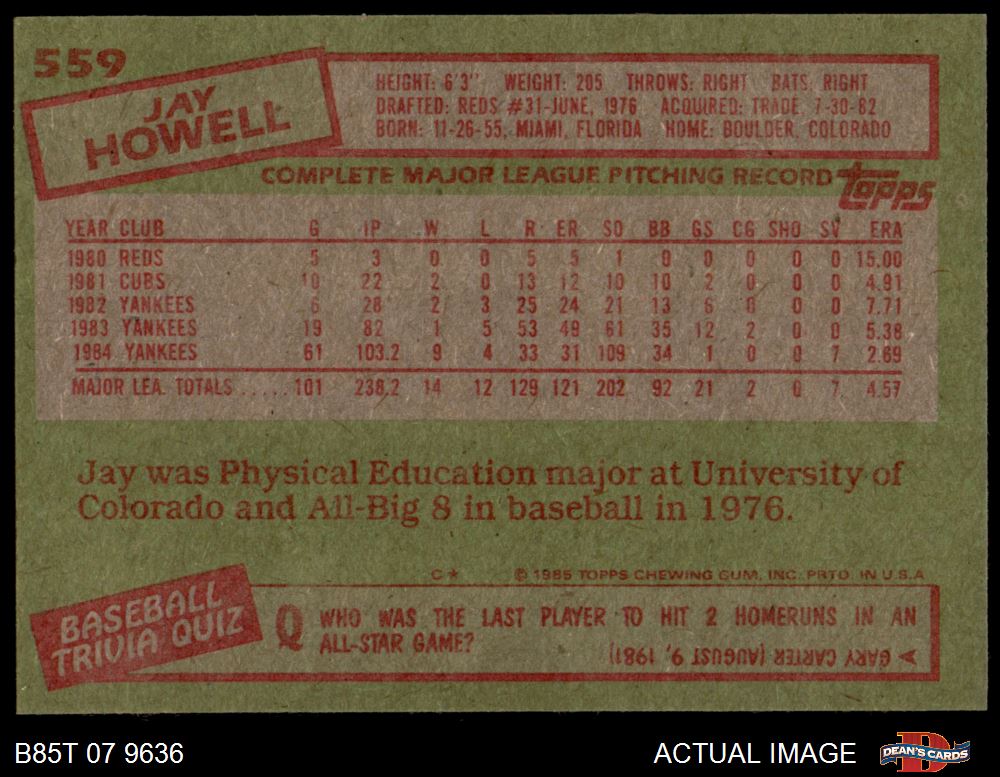 559
JAY
HOWELL
HEIGHT: 6'3" WEIGHT: 205 THROWS: RIGHT BATS: RIGHT
DRAFTED: REDS #31-JUNE, 1976 ACQUIRED: TRADE 7-30-82
BORN: 11-26-55, MIAMI, FLORIDA HOME: BOULDER, COLORADO
COMPLETE MAJOR LEAGUE PITCHING RECORD topps
YEAR CLUB G IP W L R ER SO BB GS CG SHO SV ERA
1980 REDS 5 3 0 0 5 5 1 0 0 0 0 0 15.00
1981 CUBS 10 22 2 0 13 12 10 10 2 0 0 0 4.91
1982 YANKEES 6 28 2 3 25 24 21 13 6 0 0 0 7.71
1983 YANKEES 19 82 1 5 53 49 61 35 12 2 0 0 5.38
1984 YANKEES 61 103.2 9 4 33 31 109 34 1 0 0 7 2.69
MAJOR LEA. TOTALS ..... 101 238.2 14 12 129 121 202 92 21 2 0 7 4.57
Jay was Physical Education major at University of
Colorado and All-Big 8 in baseball in 1976.
C★ © 1985 TOPPS CHEWING GUM, INC. PRTD. IN U.S.A
BASEBALL
TRIVIA QUIZ
Q WHO WAS THE LAST PLAYER TO HIT 2 HOMERUNS IN AN
ALL-STAR GAME?
A GARY CARTER (AUGUST 9, 1981)
B85T 07 9636
ACTUAL IMAGE
DEAN'S CARDS